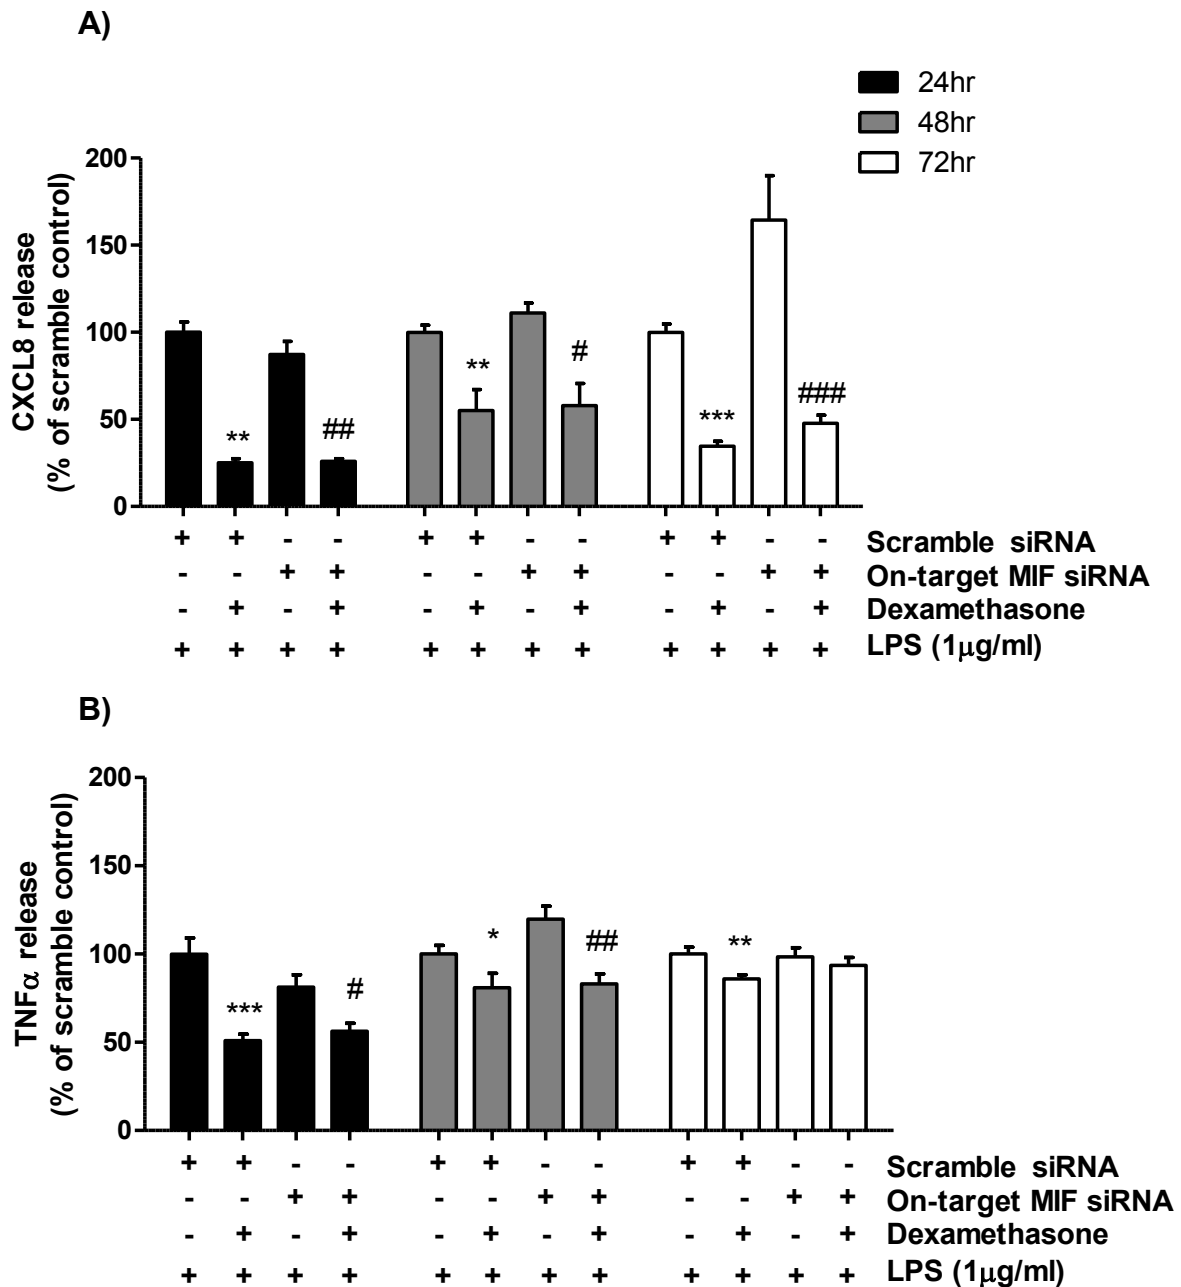 A)
24hr
48hr
72hr
CXCL8 release
(% of scramble control)
200
150
100
50
0
** ## ** # *** ###
+ + - - + + - - + + - - Scramble siRNA
- - + + - - + + - - + + On-target MIF siRNA
- + - + - + - + - + - + Dexamethasone
+ + + + + + + + + + + + LPS (1μg/ml)
B)
TNFα release
(% of scramble control)
200
150
100
50
0
*** # * ## **
+ + - - + + - - + + - - Scramble siRNA
- - + + - - + + - - + + On-target MIF siRNA
- + - + - + - + - + - + Dexamethasone
+ + + + + + + + + + + + LPS (1μg/ml)